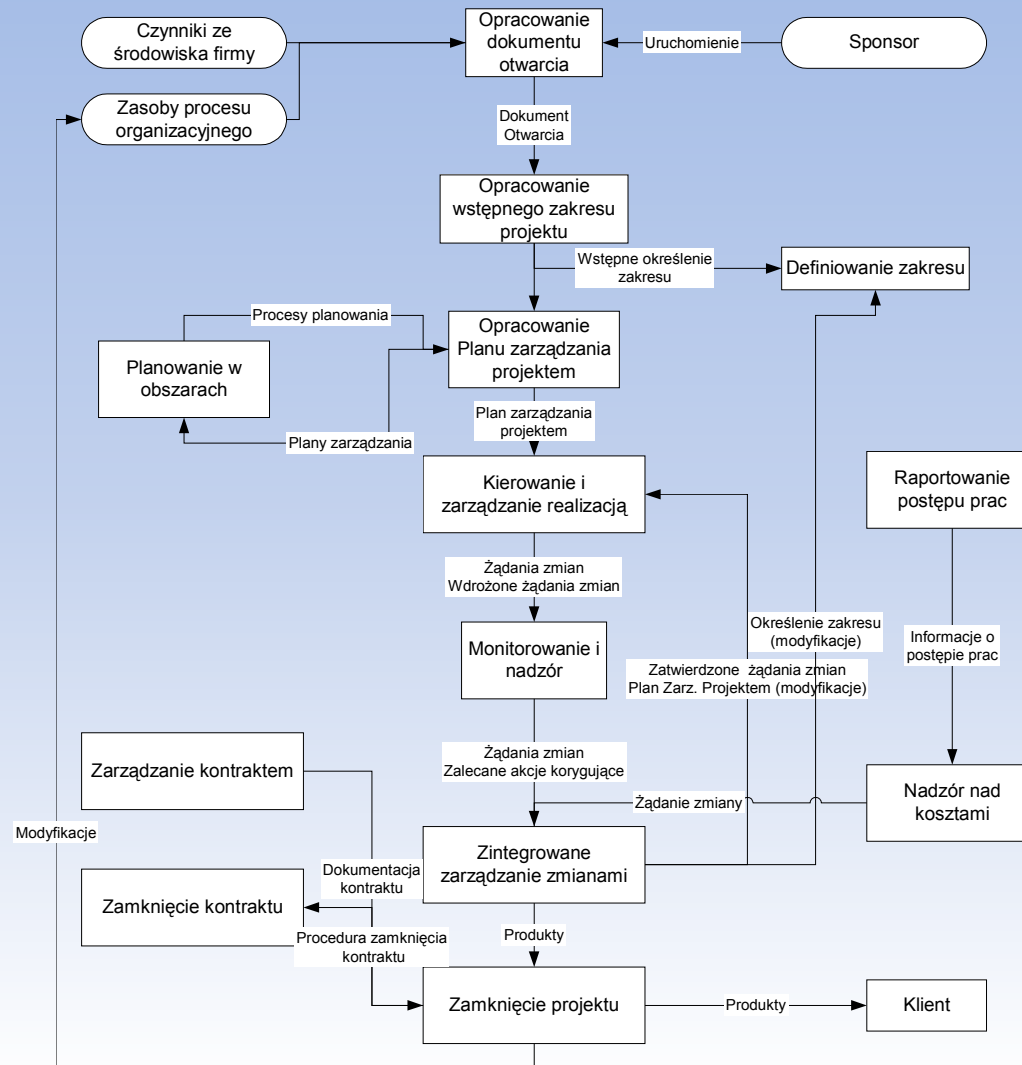 Czynniki ze
środowiska firmy
Opracowanie
dokumentu
otwarcia
Uruchomienie
Sponsor
Zasoby procesu
organizacyjnego
Dokument
Otwarcia
Opracowanie
wstępnego zakresu
projektu
Wstępne określenie
zakresu
Definiowanie zakresu
Procesy planowania
Opracowanie
Planu zarządzania
projektem
Planowanie w
obszarach
Plany zarządzania
Plan zarządzania
projektem
Kierowanie i
zarządzanie realizacją
Raportowanie
postępu prac
Żądania zmian
Wdrożone żądania zmian
Określenie zakresu
(modyfikacje)
Informacje o
postępie prac
Monitorowanie i
nadzór
Zatwierdzone żądania zmian
Plan Zarz. Projektem (modyfikacje)
Żądania zmian
Zalecane akcje korygujące
Zarządzanie kontraktem
Żądanie zmiany
Nadzór nad
kosztami
Modyfikacje
Zintegrowane
zarządzanie zmianami
Dokumentacja
kontraktu
Zamknięcie kontraktu
Procedura zamknięcia
kontraktu
Produkty
Zamknięcie projektu
Produkty
Klient